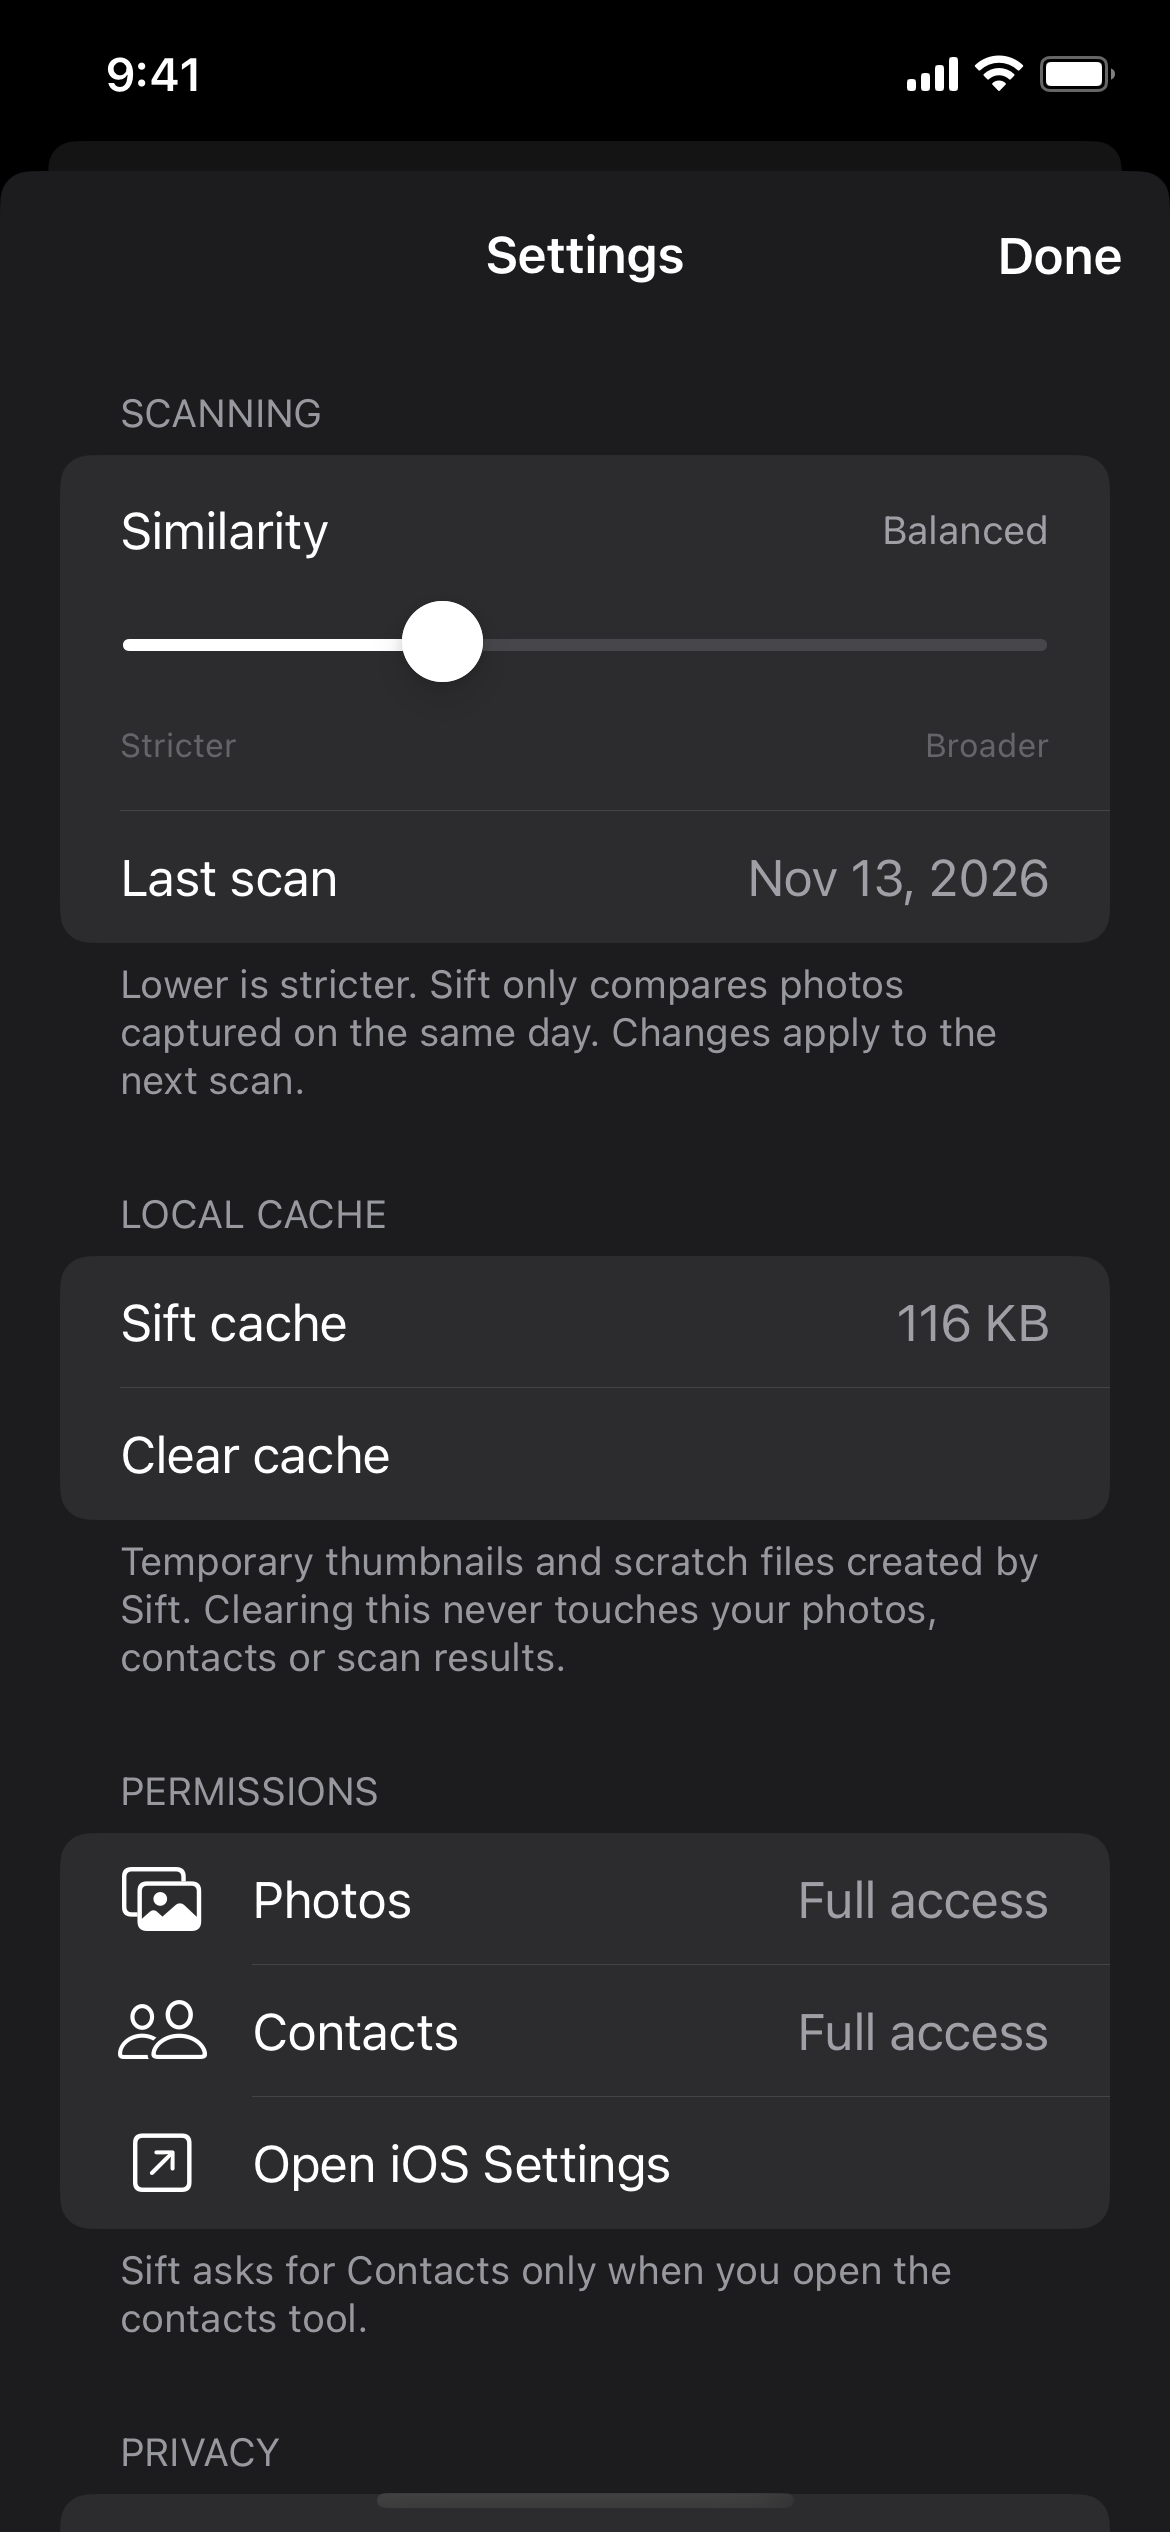 9:41
Settings
Done
SCANNING
Similarity
Balanced
Stricter
Broader
Last scan
Nov 13, 2026
Lower is stricter. Sift only compares photos
captured on the same day. Changes apply to the
next scan.
LOCAL CACHE
Sift cache
116 KB
Clear cache
Temporary thumbnails and scratch files created by
Sift. Clearing this never touches your photos,
contacts or scan results.
PERMISSIONS
Photos
Full access
Contacts
Full access
Open iOS Settings
Sift asks for Contacts only when you open the
contacts tool.
PRIVACY